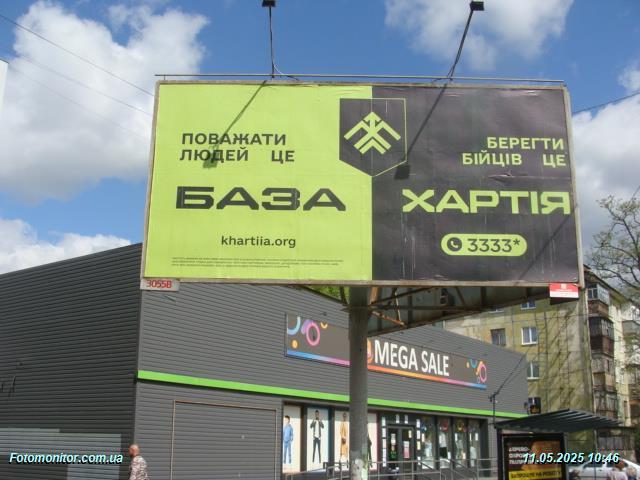 ПОВАЖАТИ
ЛЮДЕЙ ЦЕ
БАЗА
khartiia.org
БЕРЕГТИ
БІЙЦІВ ЦЕ
ХАРТІЯ
3333*
3055В
MEGA SALE
Fotomonitor.com.ua
11.05.2025 10:46